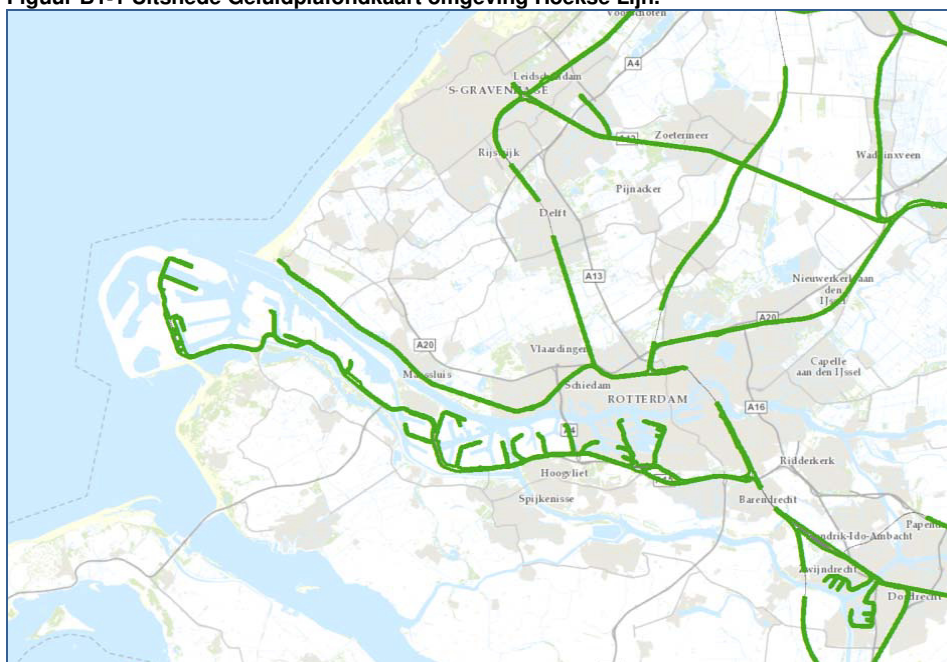 Figuur B1-1 Uitsnede Geluidplafondkaart omgeving Hoekse Lijn.
Voorschoten
Leidschendam
A4
'S-GRAVENHAGE
A12
Zoetermeer
Waddinxveen
Rijswijk
Pijnacker
Delft
A13
Nieuwerkerk aan
den
IJssel
A20
A20
Vlaardingen
Maassluis
Capelle
aan den IJssel
Schiedam
ROTTERDAM
A16
A4
Ridderkerk
Hoogvliet
A15
Spijkenisse
Barendrecht
Hendrik-Ido-Ambacht
Zwijndrecht
Dordrecht